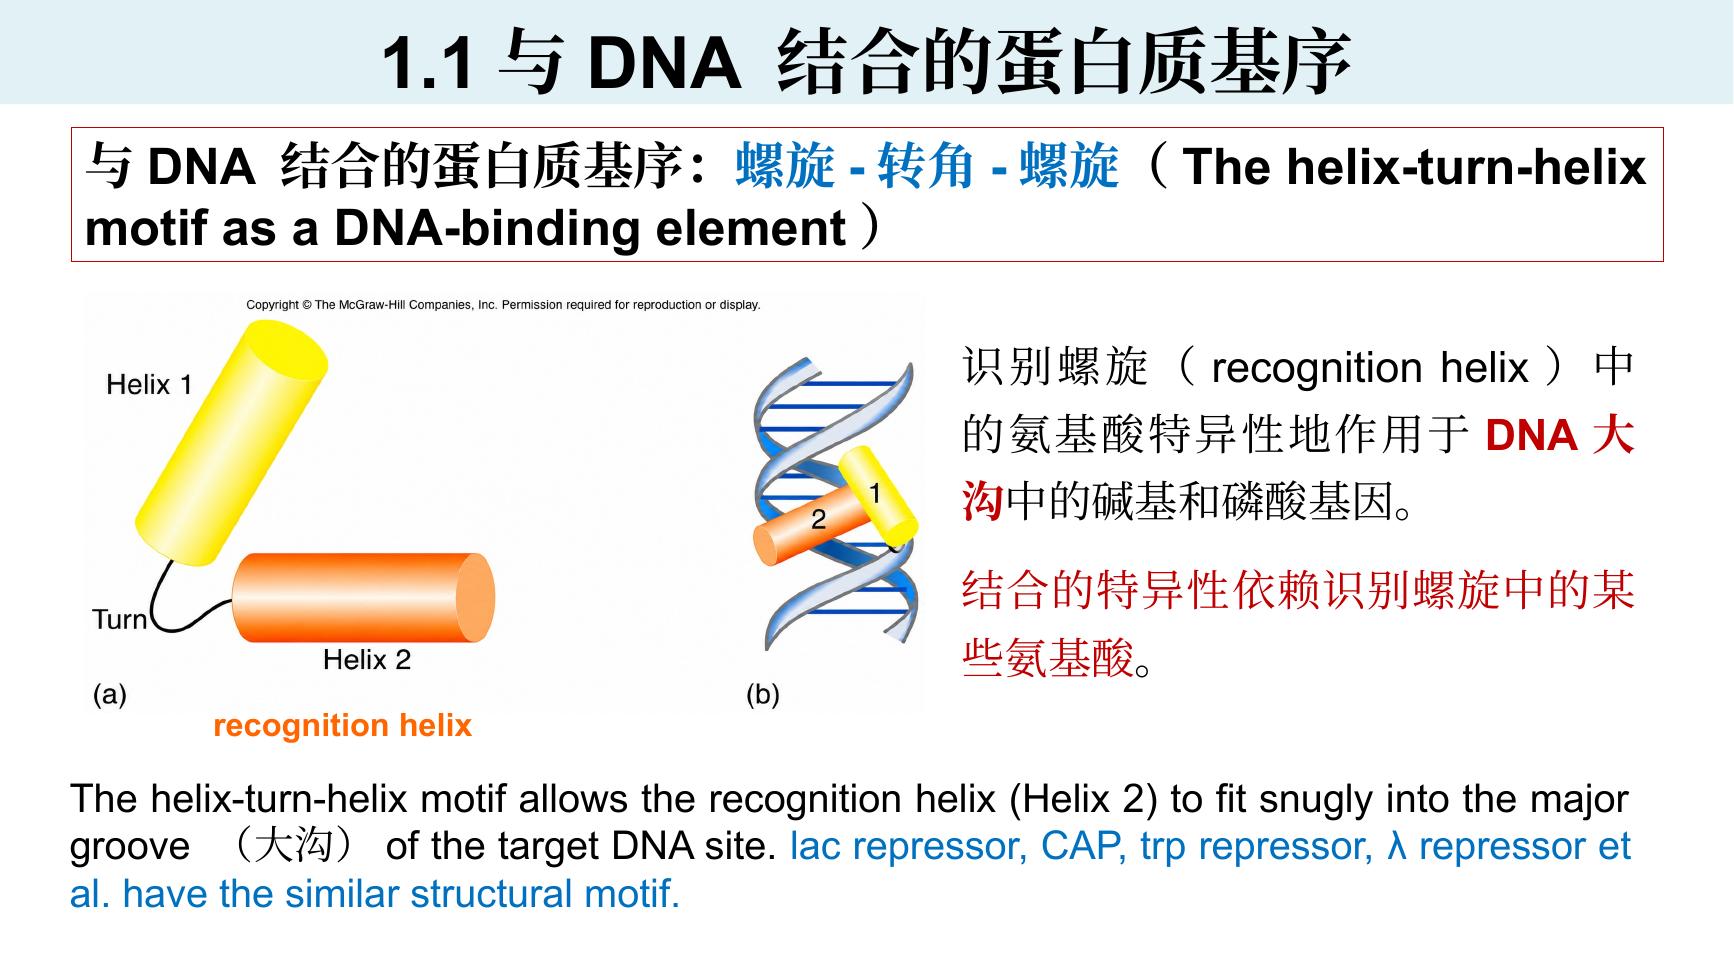 1.1 与 DNA 结合的蛋白质基序
与 DNA 结合的蛋白质基序：螺旋 - 转角 - 螺旋（ The helix-turn-helix
motif as a DNA-binding element ）
Copyright © The McGraw-Hill Companies, Inc. Permission required for reproduction or display.
Helix 1
Turn
Helix 2
(a)
recognition helix
1
2
(b)
识别螺旋（ recognition helix ）中
的氨基酸特异性地作用于 DNA 大
沟中的碱基和磷酸基因。
结合的特异性依赖识别螺旋中的某
些氨基酸。
The helix-turn-helix motif allows the recognition helix (Helix 2) to fit snugly into the major
groove （大沟） of the target DNA site. lac repressor, CAP, trp repressor, λ repressor et
al. have the similar structural motif.